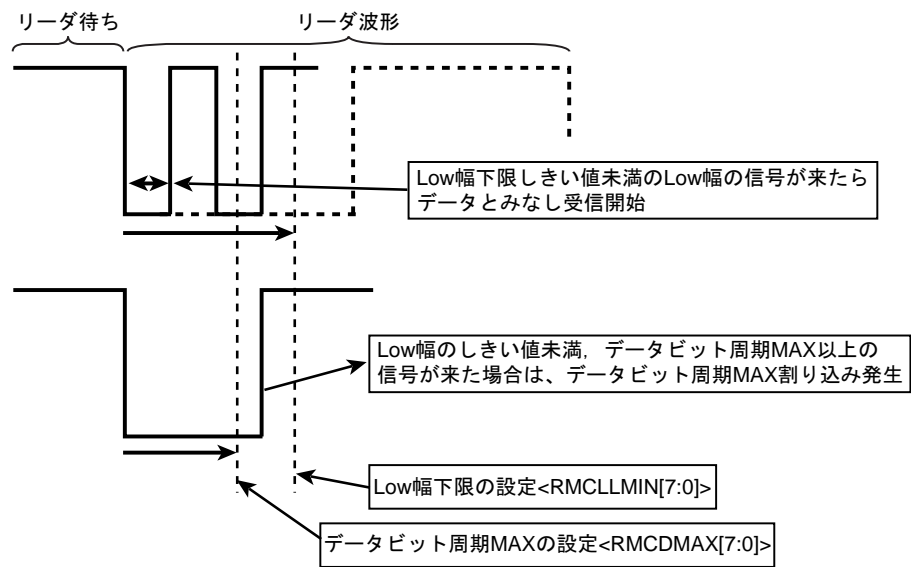 リーダ待ち
リーダ波形
Low幅下限しきい値未満のLow幅の信号が来たら
データとみなし受信開始
Low幅のしきい値未満，データビット周期MAX以上の
信号が来た場合は、データビット周期MAX割り込み発生
Low幅下限の設定<RMCLLMIN[7:0]>
データビット周期MAXの設定<RMCDMAX[7:0]>